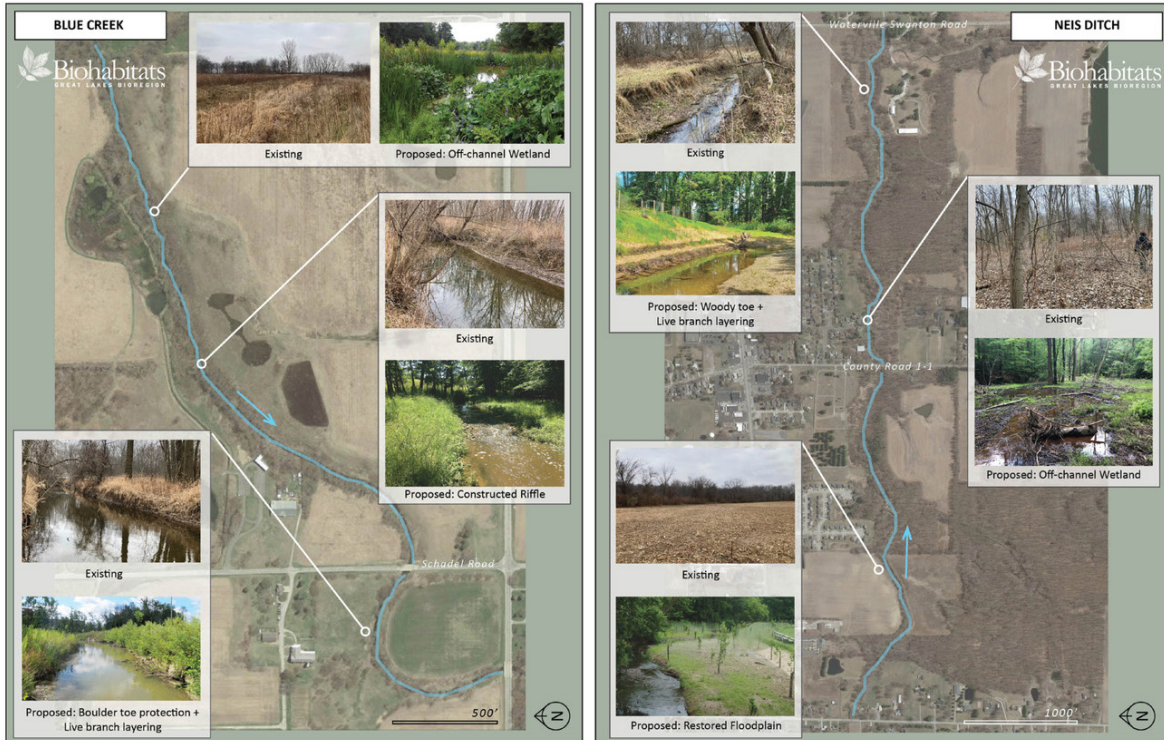 BLUE CREEK
Biohabitats
GREAT LAKES BIOREGION
Existing
Proposed: Off-channel Wetland
Existing
Proposed: Constructed Riffle
Existing
Proposed: Boulder toe protection +
Live branch layering
Schadel Road
500'
N
NEIS DITCH
Biohabitats
GREAT LAKES BIOREGION
Waterville Swanton Road
Existing
Proposed: Woody toe +
Live branch layering
Existing
Proposed: Off-channel Wetland
County Road 1-1
Existing
Proposed: Restored Floodplain
1000'
N